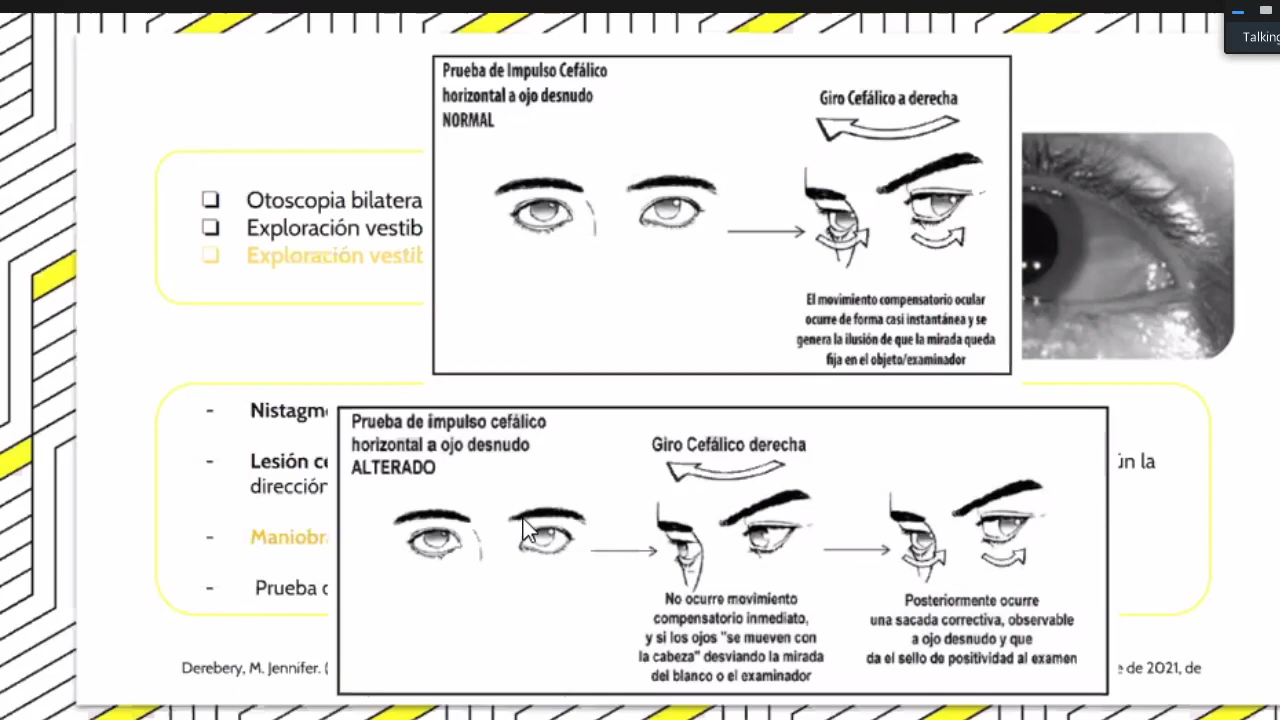 Talking
Prueba de Impulso Cefálico
horizontal a ojo desnudo
NORMAL
Giro Cefálico a derecha
El movimiento compensatorio ocular
ocurre de forma casi instantánea y se
genera la ilusión de que la mirada queda
fija en el objeto/examinador
Otoscopia bilatera
Exploración vestib
Exploración vestib
- Nistagm
- Lesión ce
ún la
dirección
- Maniobr
- Prueba
Prueba de impulso cefálico
horizontal a ojo desnudo
ALTERADO
Giro Cefálico derecha
No ocurre movimiento
compensatorio inmediato,
y si los ojos "se mueven con
la cabeza" desviando la mirada
del blanco o el examinador
Posteriormente ocurre
una sacada correctiva, observable
a ojo desnudo y que
da el sello de positividad al examen
Derebery, M. Jennifer. (
e de 2021, de